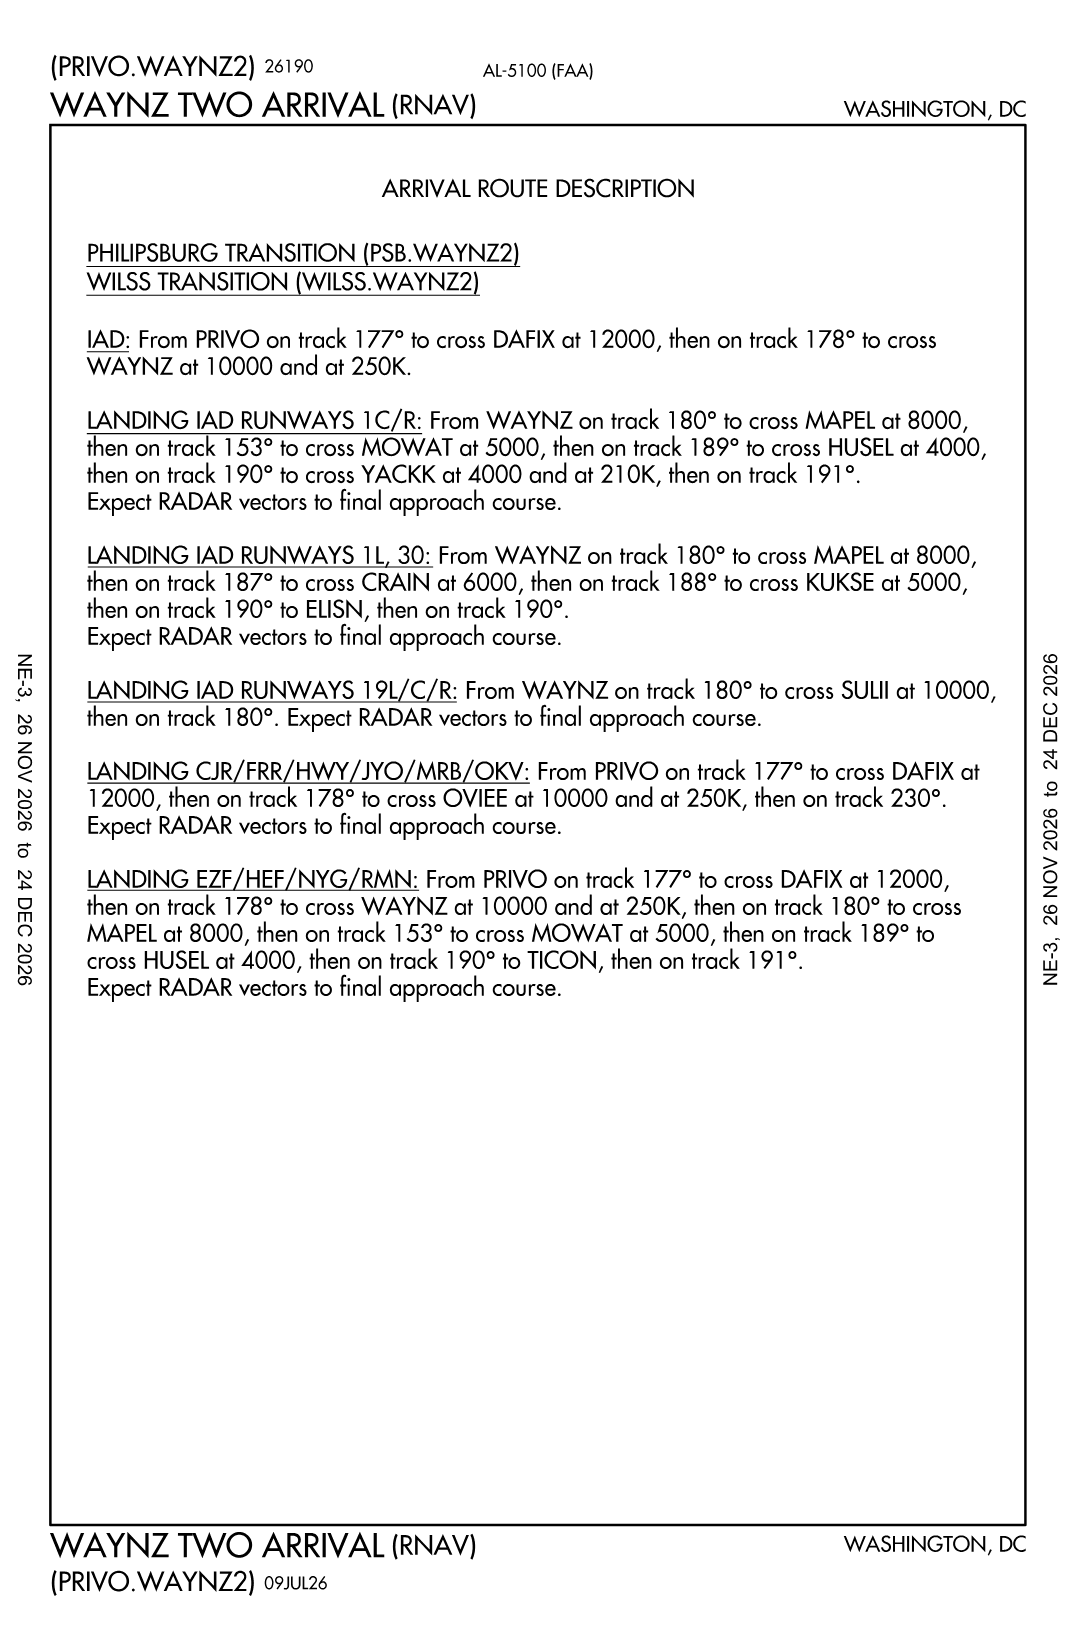 (PRIVO.WAYNZ2) 26190
AL-5100 (FAA)
WAYNZ TWO ARRIVAL (RNAV)
WASHINGTON, DC
ARRIVAL ROUTE DESCRIPTION
PHILIPSBURG TRANSITION (PSB.WAYNZ2)
WILSS TRANSITION (WILSS.WAYNZ2)
IAD: From PRIVO on track 177° to cross DAFIX at 12000, then on track 178° to cross
WAYNZ at 10000 and at 250K.
LANDING IAD RUNWAYS 1C/R: From WAYNZ on track 180° to cross MAPEL at 8000,
then on track 153° to cross MOWAT at 5000, then on track 189° to cross HUSEL at 4000,
then on track 190° to cross YACKK at 4000 and at 210K, then on track 191°.
Expect RADAR vectors to final approach course.
LANDING IAD RUNWAYS 1L, 30: From WAYNZ on track 180° to cross MAPEL at 8000,
then on track 187° to cross CRAIN at 6000, then on track 188° to cross KUKSE at 5000,
then on track 190° to ELISN, then on track 190°.
Expect RADAR vectors to final approach course.
LANDING IAD RUNWAYS 19L/C/R: From WAYNZ on track 180° to cross SULII at 10000,
then on track 180°. Expect RADAR vectors to final approach course.
LANDING CJR/FRR/HWY/JYO/MRB/OKV: From PRIVO on track 177° to cross DAFIX at
12000, then on track 178° to cross OVIEE at 10000 and at 250K, then on track 230°.
Expect RADAR vectors to final approach course.
LANDING EZF/HEF/NYG/RMN: From PRIVO on track 177° to cross DAFIX at 12000,
then on track 178° to cross WAYNZ at 10000 and at 250K, then on track 180° to cross
MAPEL at 8000, then on track 153° to cross MOWAT at 5000, then on track 189° to
cross HUSEL at 4000, then on track 190° to TICON, then on track 191°.
Expect RADAR vectors to final approach course.
NE-3, 26 NOV 2026 to 24 DEC 2026
NE-3, 26 NOV 2026 to 24 DEC 2026
WAYNZ TWO ARRIVAL (RNAV)
WASHINGTON, DC
(PRIVO.WAYNZ2) 09JUL26